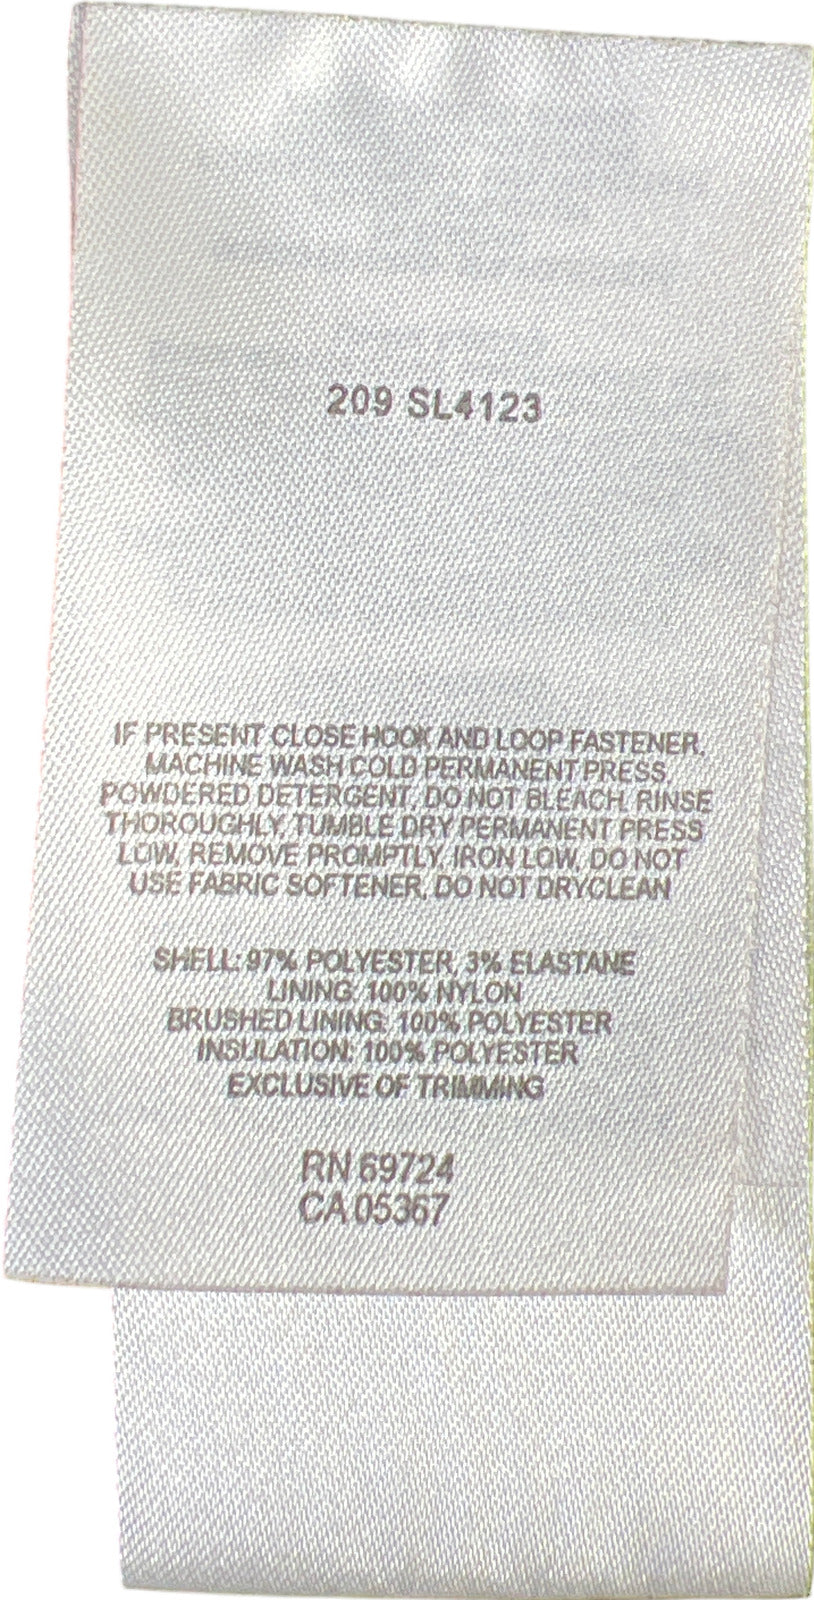 209 SL4123
IF PRESENT CLOSE HOOK AND LOOP FASTENER,
MACHINE WASH COLD PERMANENT PRESS,
POWDERED DETERGENT, DO NOT BLEACH, RINSE
THOROUGHLY, TUMBLE DRY PERMANENT PRESS
LOW, REMOVE PROMPTLY, IRON LOW, DO NOT
USE FABRIC SOFTENER, DO NOT DRYCLEAN
SHELL: 97% POLYESTER, 3% ELASTANE
LINING: 100% NYLON
BRUSHED LINING: 100% POLYESTER
INSULATION: 100% POLYESTER
EXCLUSIVE OF TRIMMING
RN 69724
CA 05367